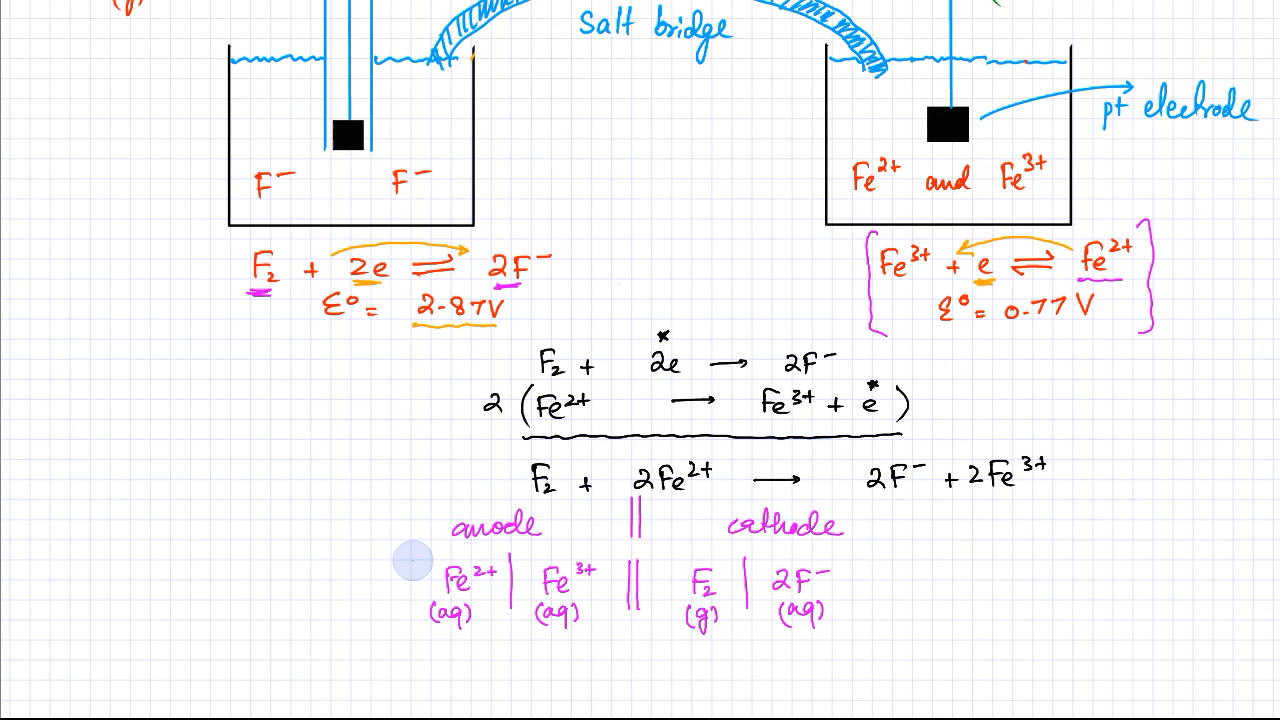 (g)
Salt bridge
pt electrode
F⁻ F⁻
Fe²⁺ and Fe³⁺
F₂ + 2e ⇌ 2F⁻
ℰ° = 2.87V
[Fe³⁺ + e ⇌ Fe²⁺
ℰ° = 0.77 V]
F₂ + 2e → 2F⁻
2 (Fe²⁺ → Fe³⁺ + e)
F₂ + 2Fe²⁺ → 2F⁻ + 2Fe³⁺
anode || cathode
Fe²⁺ | Fe³⁺ || F₂ | 2F⁻
(aq) (aq) (g) (aq)